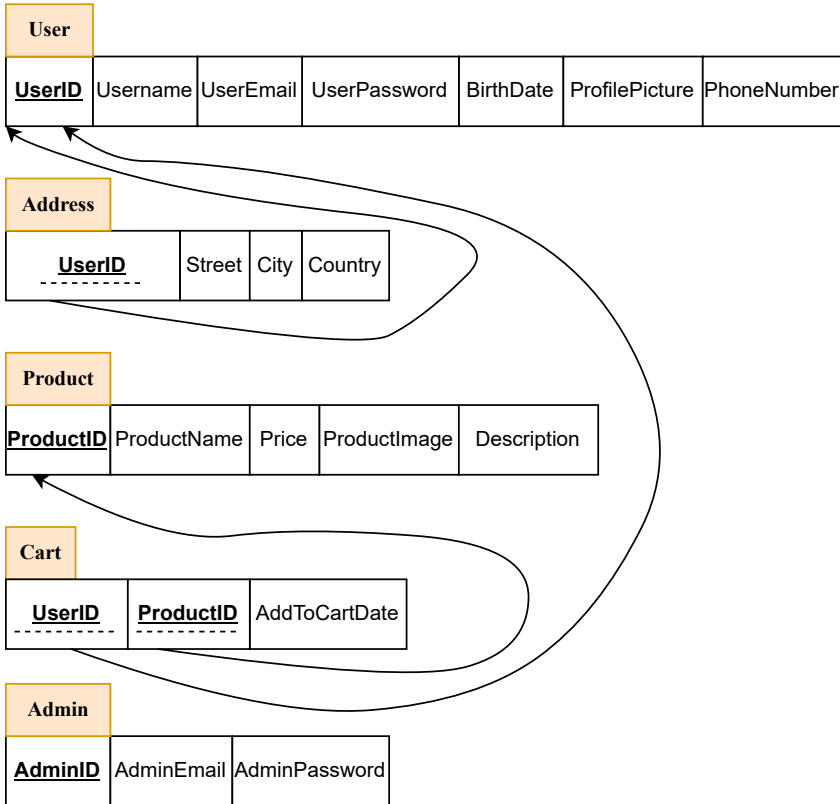 User
UserID Username UserEmail UserPassword BirthDate ProfilePicture PhoneNumber
Address
UserID Street City Country
Product
ProductID ProductName Price ProductImage Description
Cart
UserID ProductID AddToCartDate
Admin
AdminID AdminEmail AdminPassword